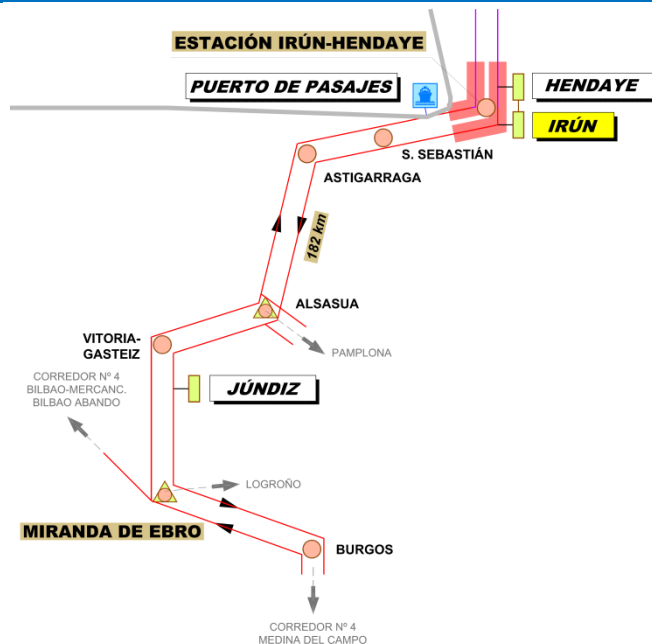 ESTACIÓN IRÚN-HENDAYE
PUERTO DE PASAJES
HENDAYE
IRÚN
S. SEBASTIÁN
ASTIGARRAGA
182 km
ALSASUA
VITORIA-
GASTEIZ
PAMPLONA
CORREDOR Nº 4
BILBAO-MERCANC.
BILBAO ABANDO
JÚNDIZ
LOGROÑO
MIRANDA DE EBRO
BURGOS
CORREDOR Nº 4
MEDINA DEL CAMPO